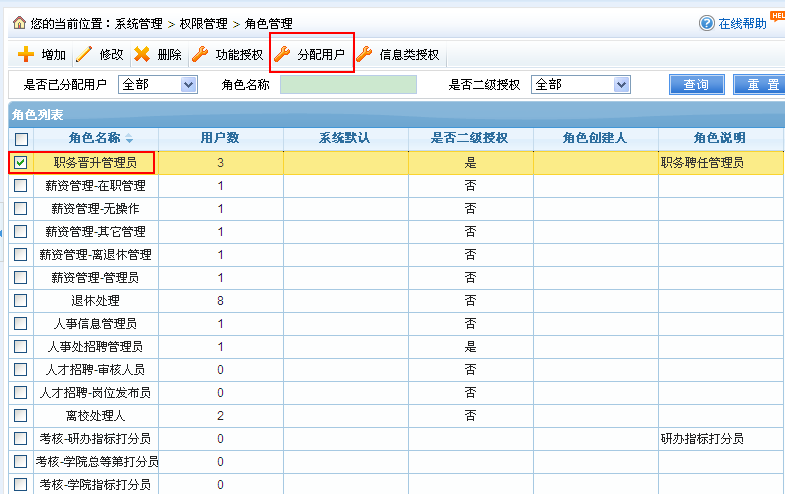 您的当前位置：系统管理 > 权限管理 > 角色管理 在线帮助 HEL
增加 修改 删除 功能授权 分配用户 信息类授权
是否已分配用户 全部 角色名称 是否二级授权 全部 查询 重置
角色列表
角色名称 用户数 系统默认 是否二级授权 角色创建人 角色说明
职务晋升管理员 3 是 职务聘任管理员
薪资管理-在职管理 1 否
薪资管理-无操作 1 否
薪资管理-其它管理 1 否
薪资管理-离退休管理 1 否
薪资管理-管理员 1 否
退休处理 8 否
人事信息管理员 1 否
人事处招聘管理员 1 是
人才招聘-审核人员 0 否
人才招聘-岗位发布员 0 否
离校处理人 2 否
考核-研办指标打分员 0 研办指标打分员
考核-学院总等第打分员 0
考核-学院指标打分员 0